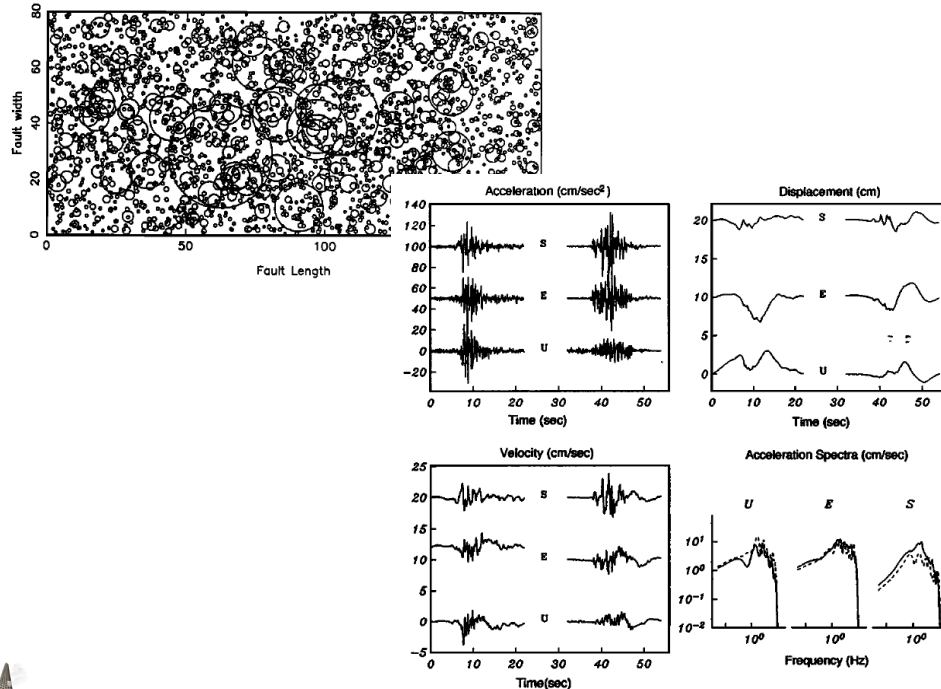 80
60
Fault width
40
20
0
0 50 100
Fault Length
Acceleration (cm/sec²)
140
120
100 S
80
60
40 E
20
0 U
−20
0 10 20 30 40 50
Time (sec)
Displacement (cm)
20 S
15
10 E
5
0 U
0 10 20 30 40 50
Time (sec)
Velocity (cm/sec)
25
20 S
15
10 E
5
0 U
−5
0 10 20 30 40 50
Time(sec)
Acceleration Spectra (cm/sec)
U E S
10¹
10⁰
10⁻¹
10⁻²
10⁰ 10⁰ 10⁰
Frequency (Hz)